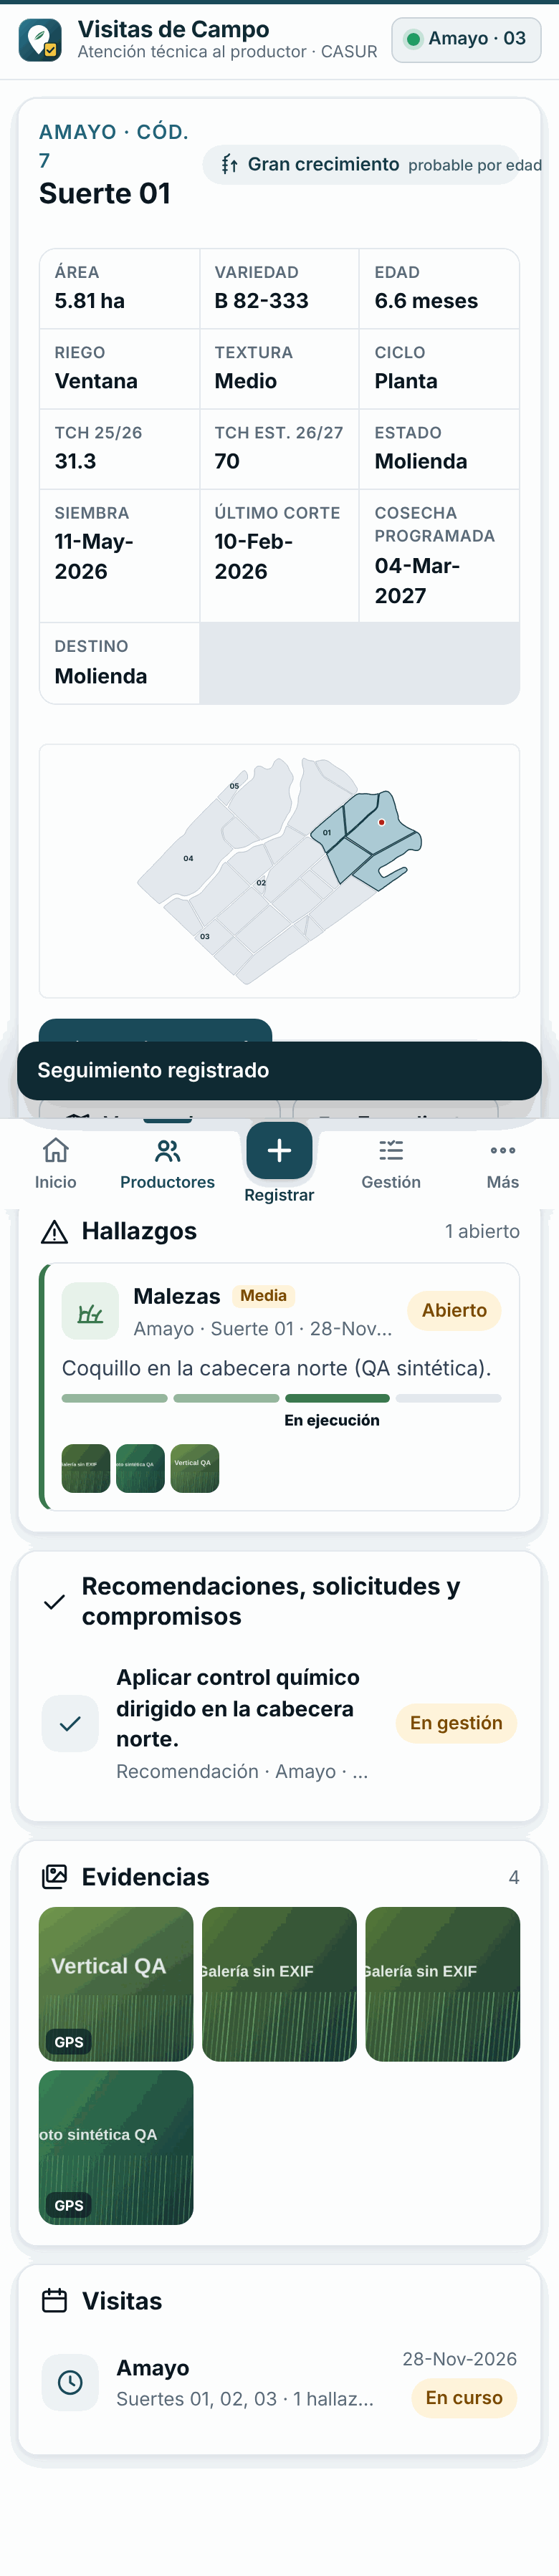 Visitas de Campo
Atención técnica al productor · CASUR
Amayo · 03
AMAYO · CÓD.
7
Gran crecimiento probable por edad
Suerte 01
ÁREA
5.81 ha
VARIEDAD
B 82-333
EDAD
6.6 meses
RIEGO
Ventana
TEXTURA
Medio
CICLO
Planta
TCH 25/26
31.3
TCH EST. 26/27
70
ESTADO
Molienda
SIEMBRA
11-May-
2026
ÚLTIMO CORTE
10-Feb-
2026
COSECHA
PROGRAMADA
04-Mar-
2027
DESTINO
Molienda
05
01
04
02
03
Seguimiento registrado
Inicio
Productores
Registrar
Gestión
Más
Hallazgos
1 abierto
Malezas
Media
Amayo · Suerte 01 · 28-Nov...
Abierto
Coquillo en la cabecera norte (QA sintética).
En ejecución
alería sin EXIF
oto sintética QA
Vertical QA
Recomendaciones, solicitudes y
compromisos
Aplicar control químico
dirigido en la cabecera
norte.
Recomendación · Amayo · ...
En gestión
Evidencias
4
Vertical QA
GPS
Galería sin EXIF
Galería sin EXIF
oto sintética QA
GPS
Visitas
Amayo
Suertes 01, 02, 03 · 1 hallaz...
28-Nov-2026
En curso